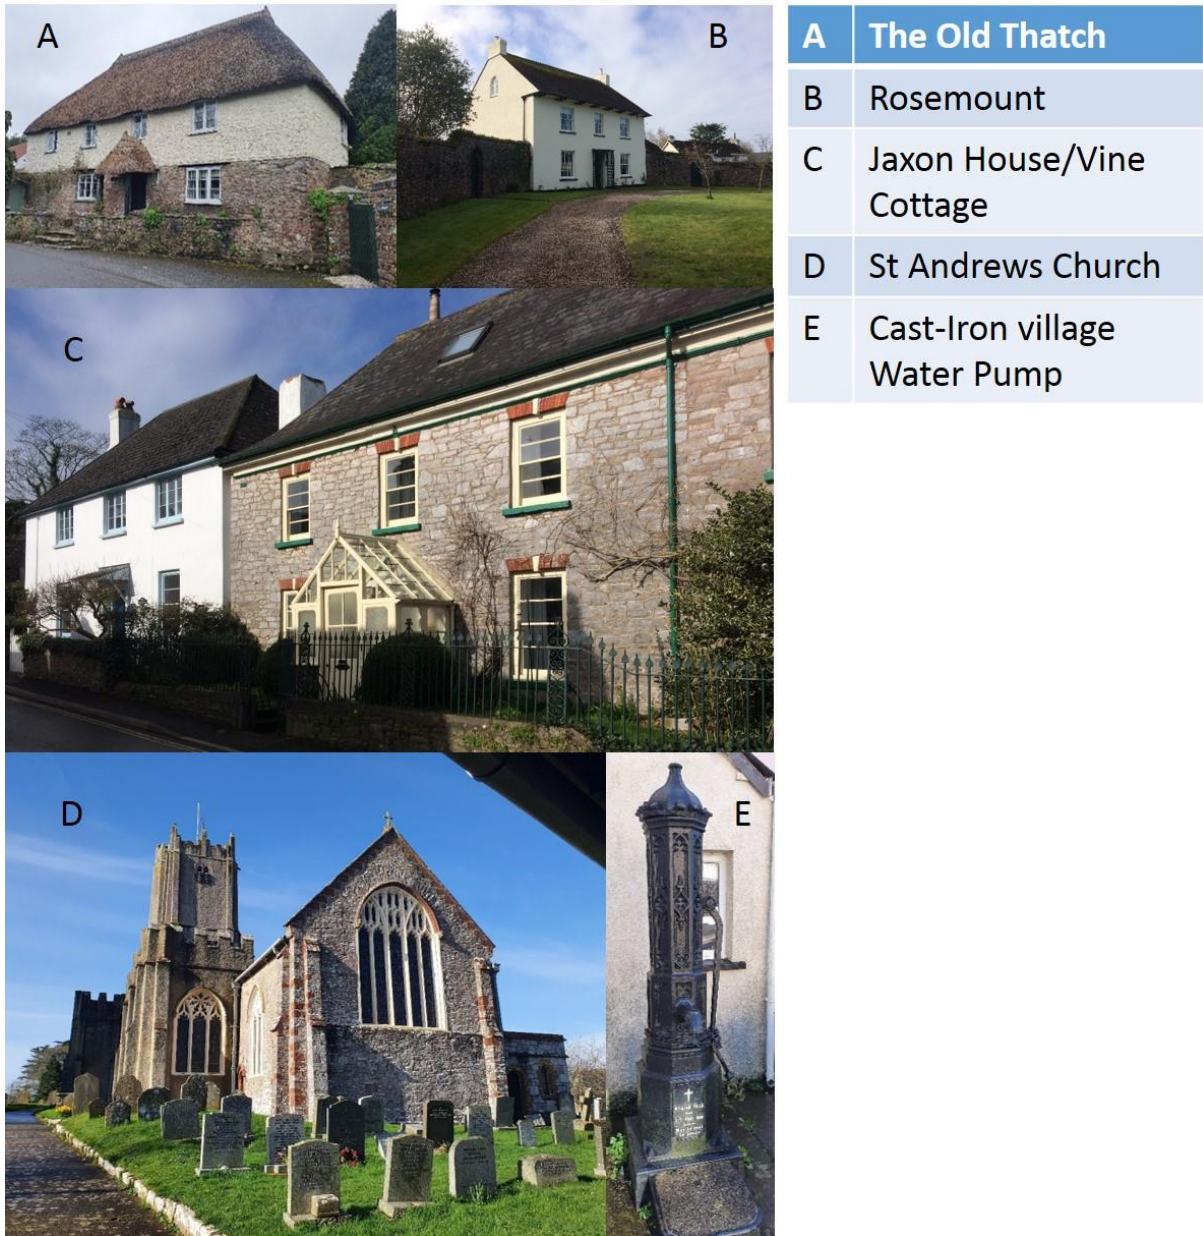 A
B
C
D
E
A The Old Thatch
B Rosemount
C Jaxon House/Vine
Cottage
D St Andrews Church
E Cast-Iron village
Water Pump